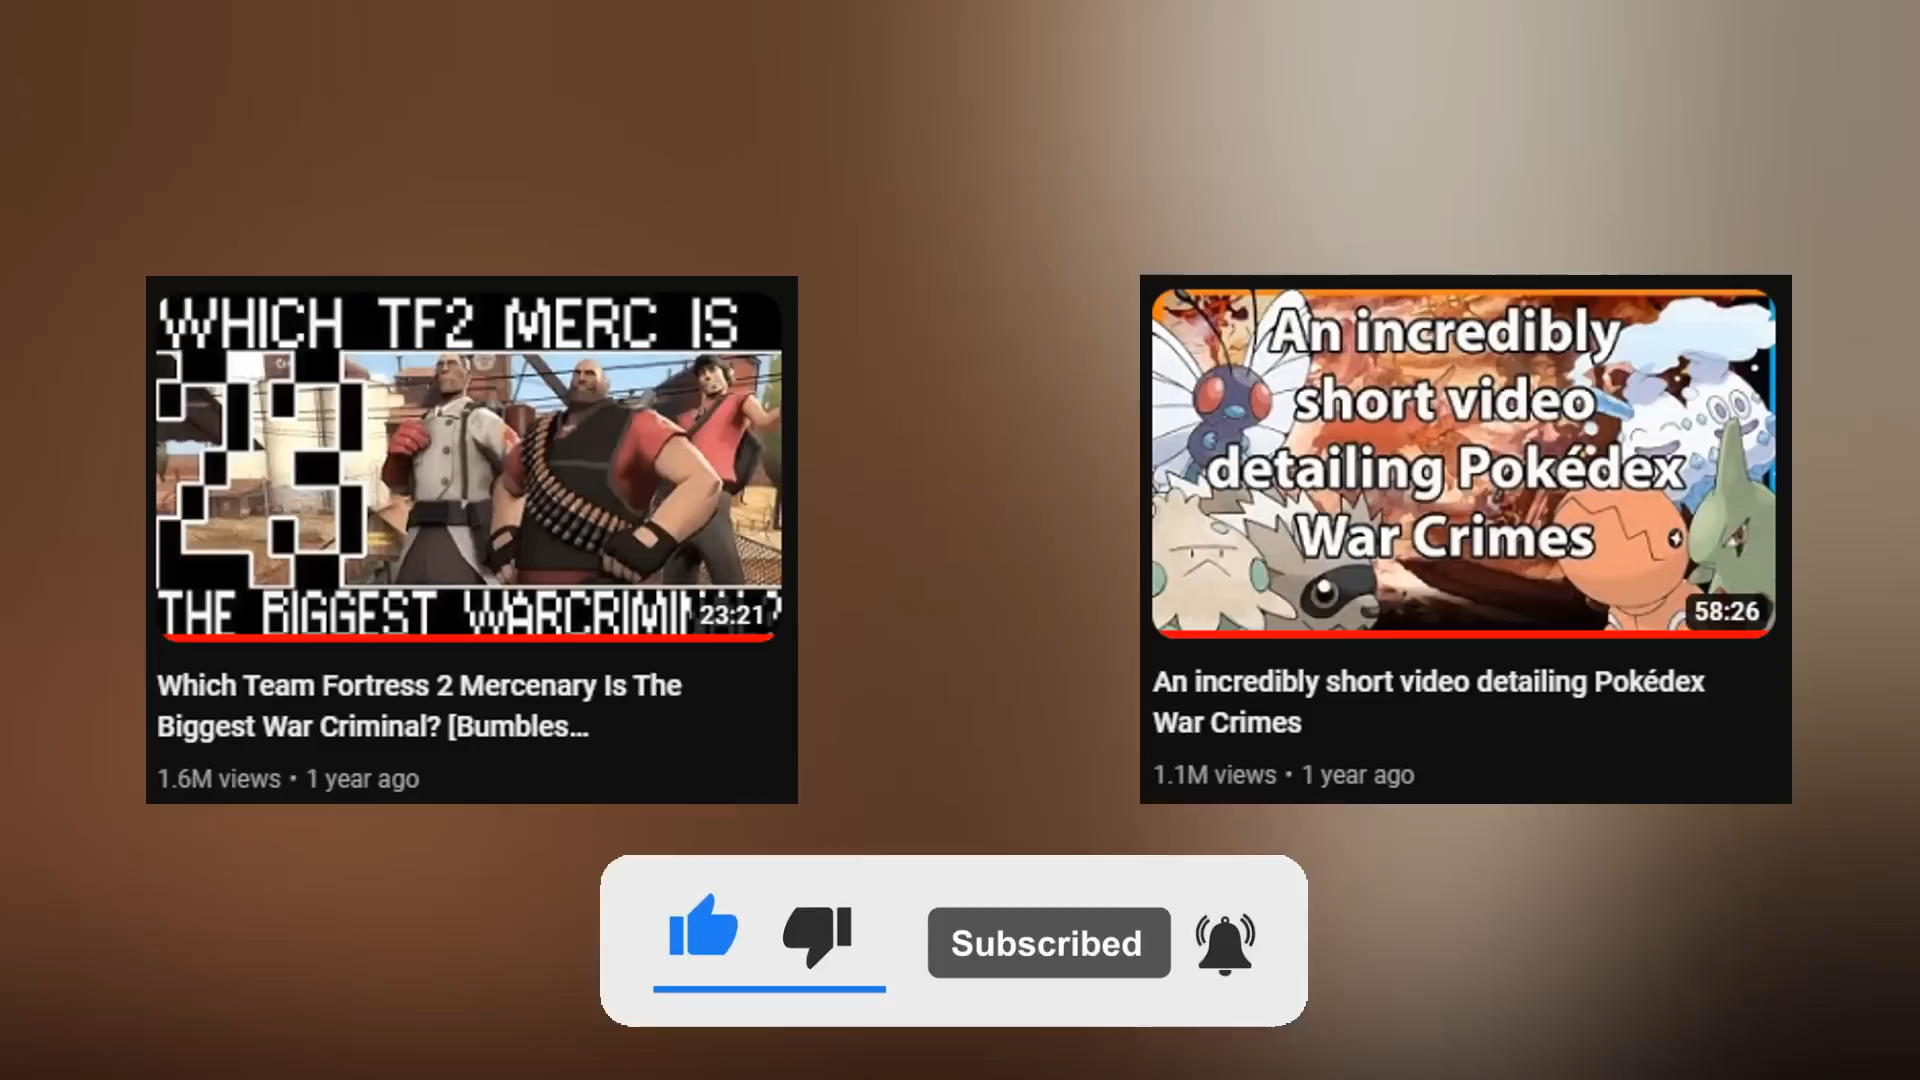 WHICH TF2 MERC IS
THE BIGGEST
23:21
Which Team Fortress 2 Mercenary Is The
Biggest War Criminal? [Bumbles...
1.6M views • 1 year ago
An incredibly
short video
detailing Pokédex
War Crimes
58:26
An incredibly short video detailing Pokédex
War Crimes
1.1M views • 1 year ago
Subscribed